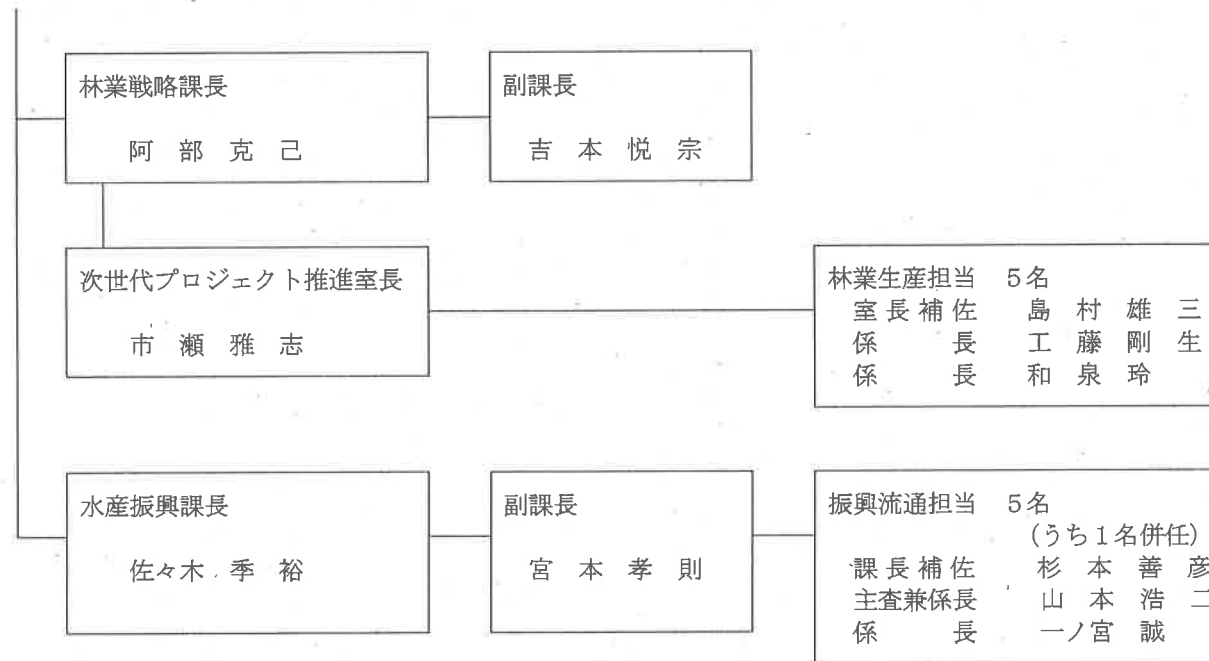 林業戦略課長
阿部克己
副課長
吉本悦宗
次世代プロジェクト推進室長
市瀬雅志
林業生産担当 5名
室長補佐 島村雄三
係長 工藤剛生
係長 和泉玲
水産振興課長
佐々木季裕
副課長
宮本孝則
振興流通担当 5名
(うち1名併任)
課長補佐 杉本善彦
主査兼係長 山本浩二
係長 一ノ宮誠